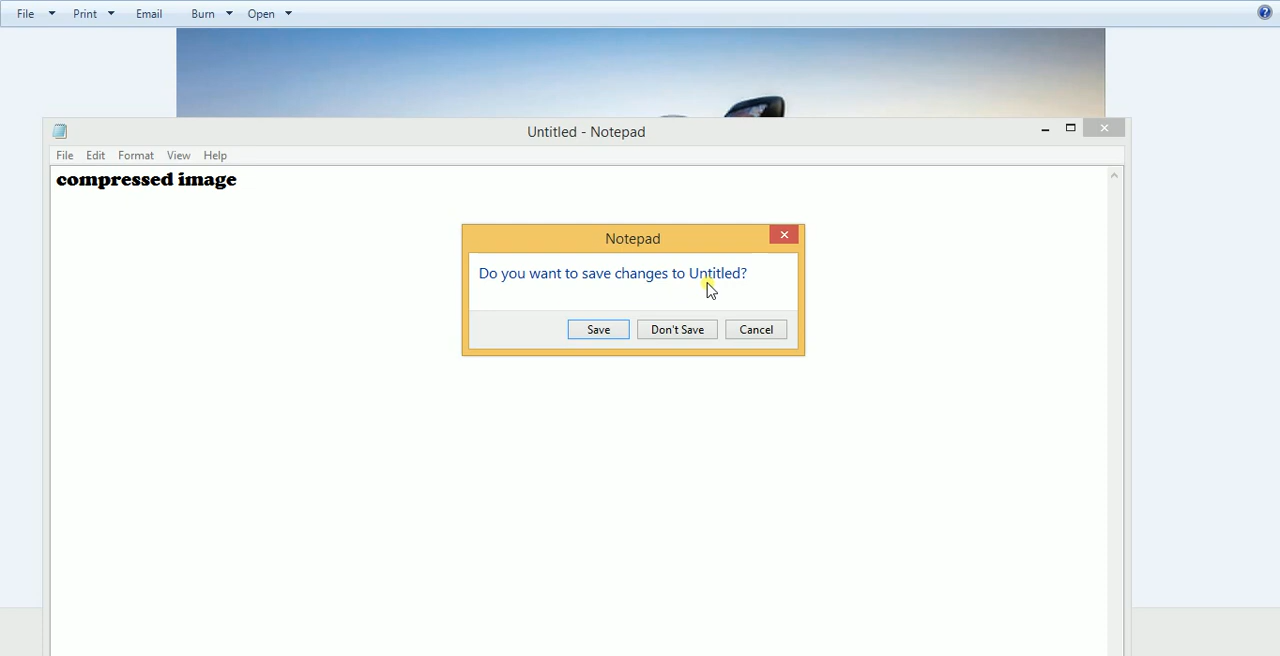 File Print Email Burn Open
Untitled - Notepad
File Edit Format View Help
compressed image
Notepad
Do you want to save changes to Untitled?
Save Don't Save Cancel